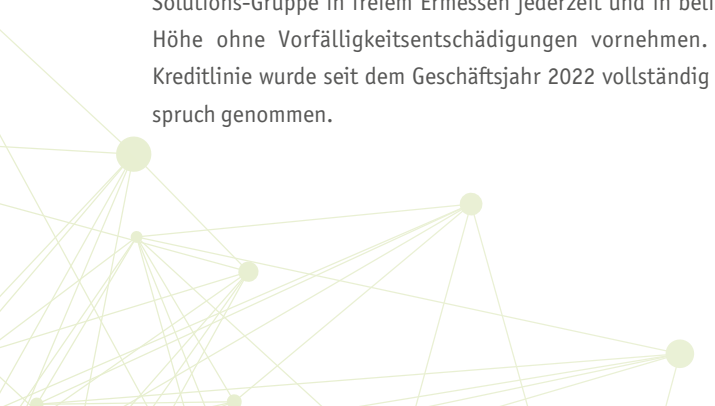 Solutions-Gruppe in freiem Ermessen jederzeit und in
Höhe ohne Vorfälligkeitsentschädigungen vornehmen.
Kreditlinie wurde seit dem Geschäftsjahr 2022 vollständig
spruch genommen.